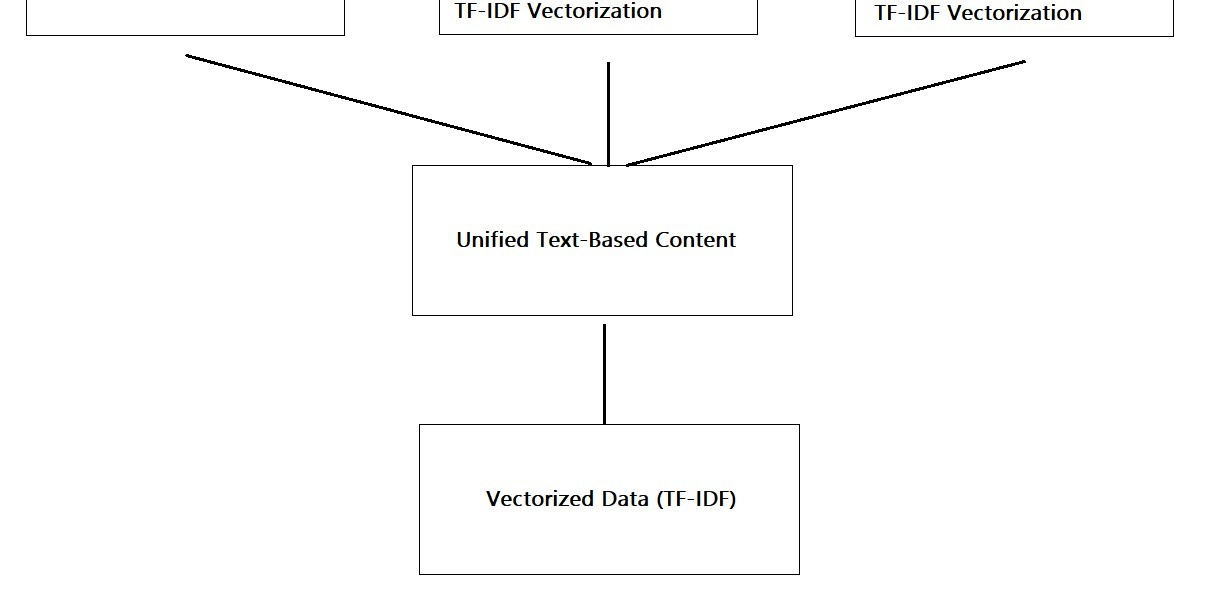 TF-IDF Vectorization
TF-IDF Vectorization
Unified Text-Based Content
Vectorized Data (TF-IDF)